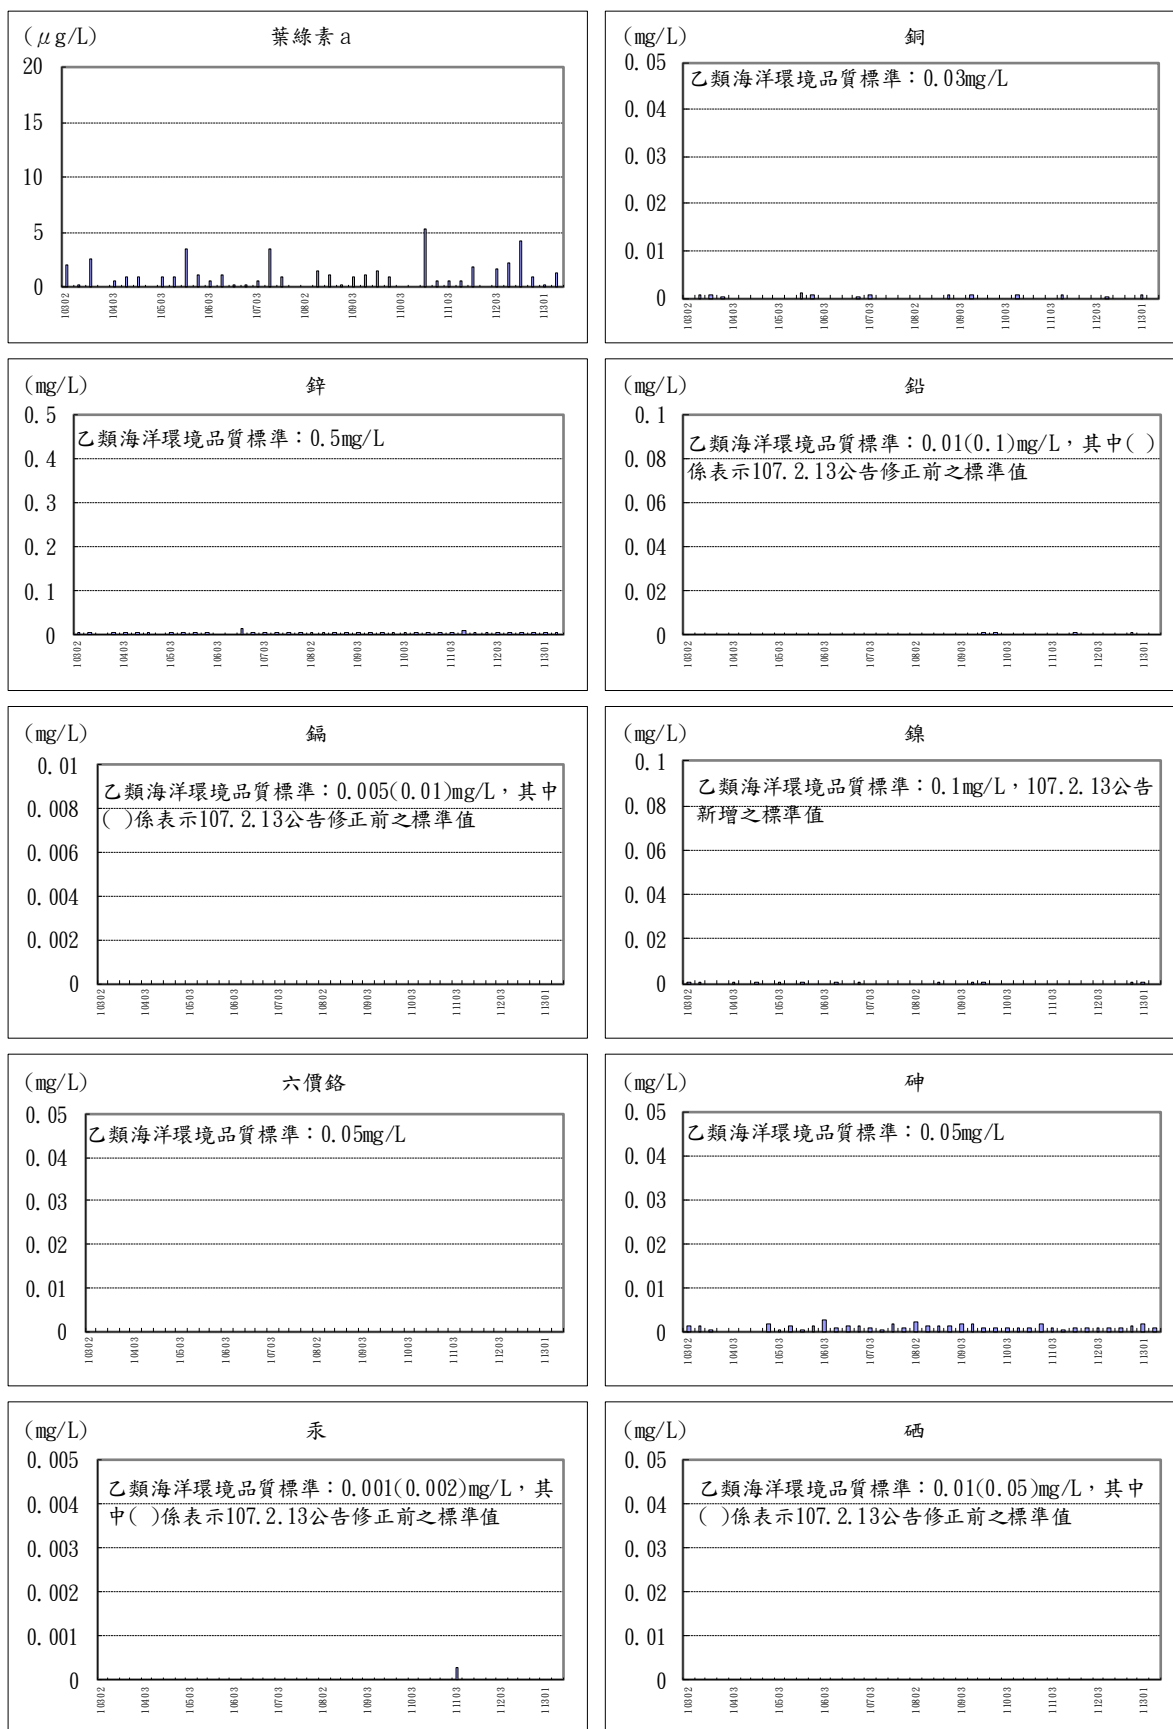 (μg/L) 葉綠素a
20
15
10
5
0
10302 10403 10503 10603 10703 10802 10903 11003 11103 11203 11301
(mg/L) 銅
乙類海洋環境品質標準：0.03mg/L
0.05
0.04
0.03
0.02
0.01
0
10302 10403 10503 10603 10703 10802 10903 11003 11103 11203 11301
(mg/L) 鋅
乙類海洋環境品質標準：0.5mg/L
0.5
0.4
0.3
0.2
0.1
0
10302 10403 10503 10603 10703 10802 10903 11003 11103 11203 11301
(mg/L) 鉛
乙類海洋環境品質標準：0.01(0.1)mg/L，其中( )
係表示107.2.13公告修正前之標準值
0.1
0.08
0.06
0.04
0.02
0
10302 10403 10503 10603 10703 10802 10903 11003 11103 11203 11301
(mg/L) 鎘
乙類海洋環境品質標準：0.005(0.01)mg/L，其中
( )係表示107.2.13公告修正前之標準值
0.01
0.008
0.006
0.004
0.002
0
10302 10403 10503 10603 10703 10802 10903 11003 11103 11203 11301
(mg/L) 鎳
乙類海洋環境品質標準：0.1mg/L，107.2.13公告
新增之標準值
0.1
0.08
0.06
0.04
0.02
0
10302 10403 10503 10603 10703 10802 10903 11003 11103 11203 11301
(mg/L) 六價鉻
乙類海洋環境品質標準：0.05mg/L
0.05
0.04
0.03
0.02
0.01
0
10302 10403 10503 10603 10703 10802 10903 11003 11103 11203 11301
(mg/L) 砷
乙類海洋環境品質標準：0.05mg/L
0.05
0.04
0.03
0.02
0.01
0
10302 10403 10503 10603 10703 10802 10903 11003 11103 11203 11301
(mg/L) 汞
乙類海洋環境品質標準：0.001(0.002)mg/L，其
中( )係表示107.2.13公告修正前之標準值
0.005
0.004
0.003
0.002
0.001
0
10302 10403 10503 10603 10703 10802 10903 11003 11103 11203 11301
(mg/L) 硒
乙類海洋環境品質標準：0.01(0.05)mg/L，其中
( )係表示107.2.13公告修正前之標準值
0.05
0.04
0.03
0.02
0.01
0
10302 10403 10503 10603 10703 10802 10903 11003 11103 11203 11301